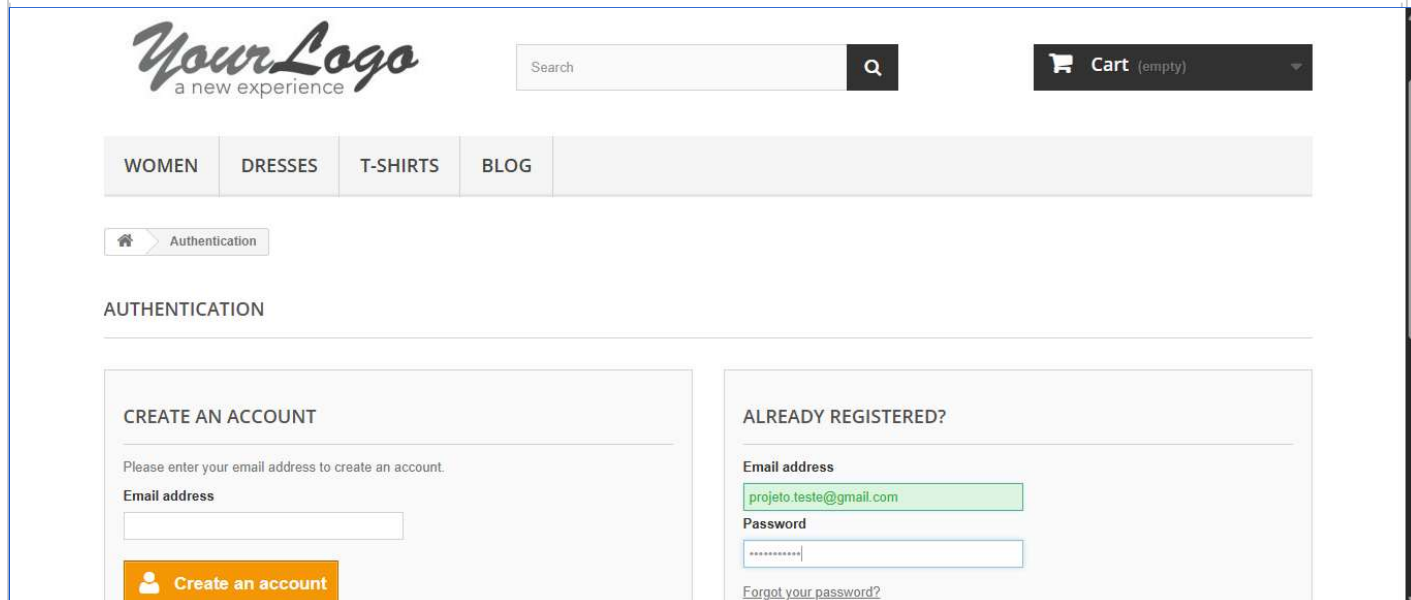 YourLogo
a new experience
Search
Cart (empty)
WOMEN DRESSES T-SHIRTS BLOG
Authentication
AUTHENTICATION
CREATE AN ACCOUNT
Please enter your email address to create an account.
Email address
Create an account
ALREADY REGISTERED?
Email address
projeto.teste@gmail.com
Password
•••••••••••
Forgot your password?